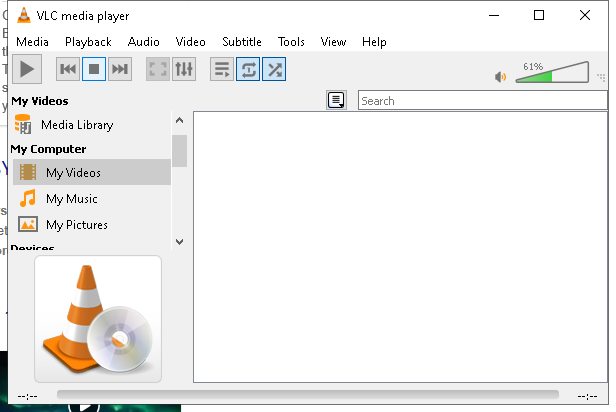 VLC media player
Media Playback Audio Video Subtitle Tools View Help
61%
My Videos
Search
Media Library
My Computer
My Videos
My Music
My Pictures
Devices
--:-- --:--